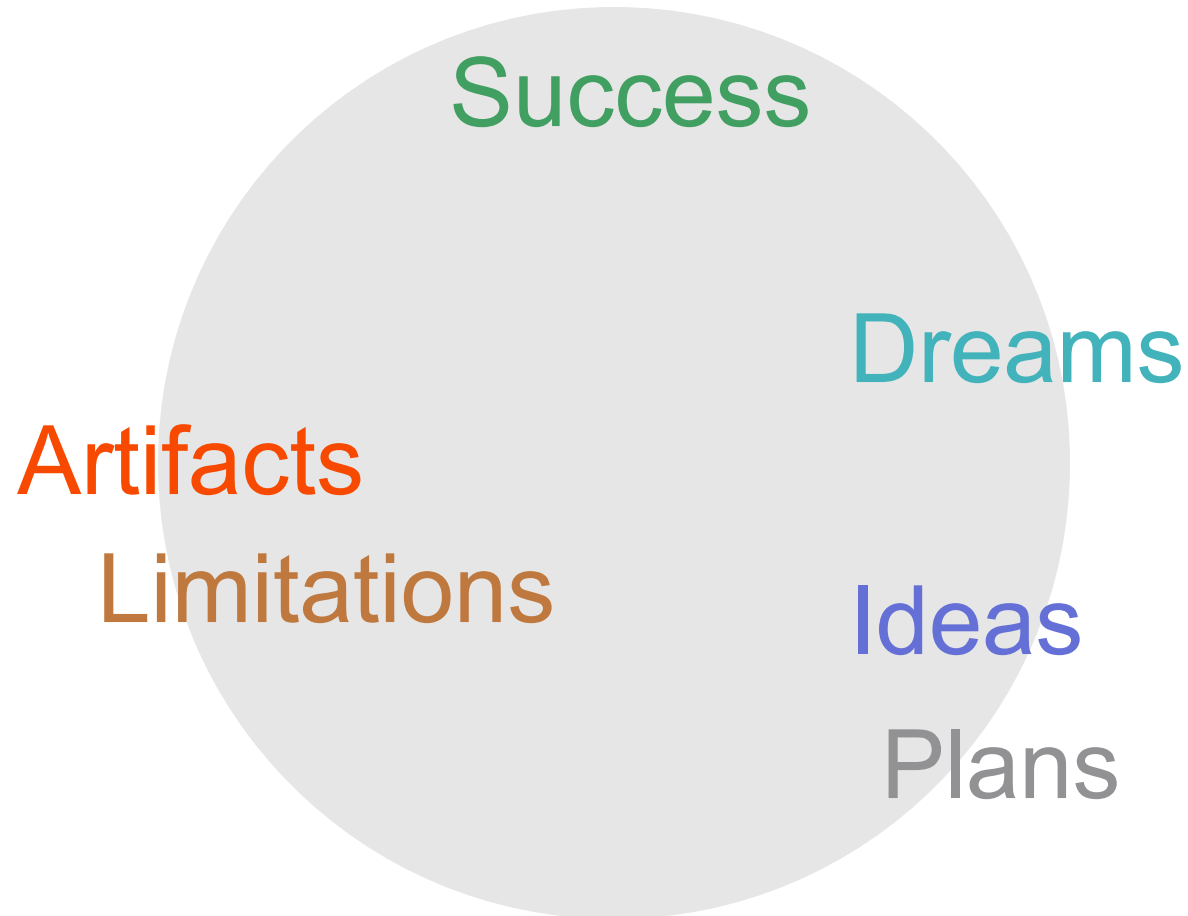 Success
Dreams
Artifacts
Limitations
Ideas
Plans